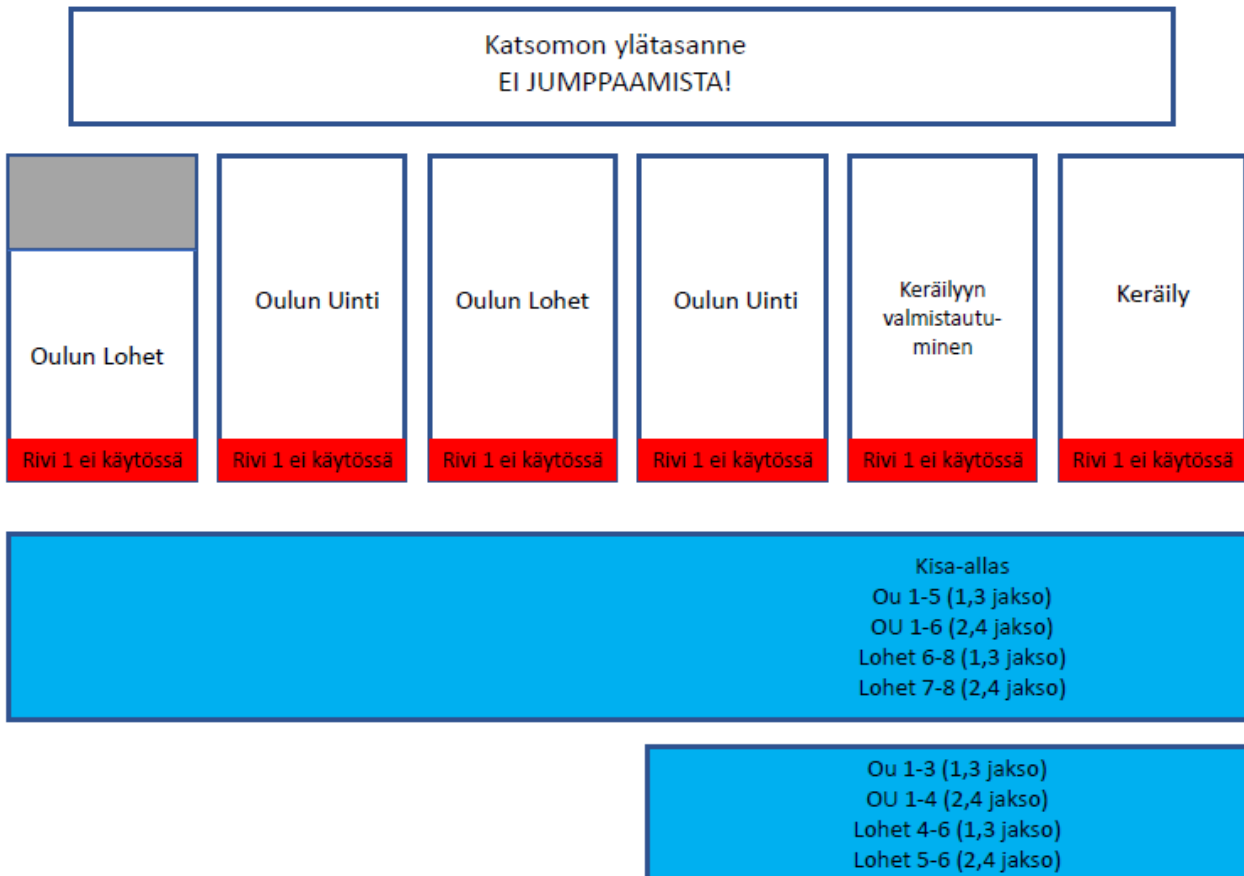 Katsomon ylätasanne
EI JUMPPAAMISTA!
Oulun Lohet
Rivi 1 ei käytössä
Oulun Uinti
Rivi 1 ei käytössä
Oulun Lohet
Rivi 1 ei käytössä
Oulun Uinti
Rivi 1 ei käytössä
Keräilyyn
valmistautu-
minen
Rivi 1 ei käytössä
Keräily
Rivi 1 ei käytössä
Kisa-allas
Ou 1-5 (1,3 jakso)
OU 1-6 (2,4 jakso)
Lohet 6-8 (1,3 jakso)
Lohet 7-8 (2,4 jakso)
Ou 1-3 (1,3 jakso)
OU 1-4 (2,4 jakso)
Lohet 4-6 (1,3 jakso)
Lohet 5-6 (2,4 jakso)